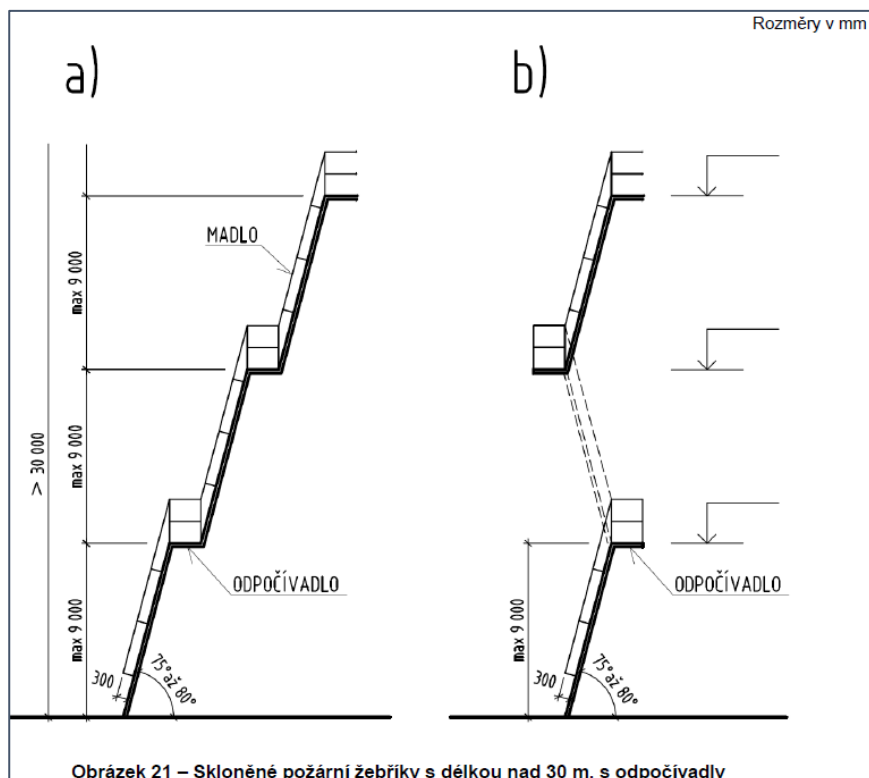 Rozměry v mm
a)
b)
MADLO
max 9 000
> 30 000
max 9 000
ODPOČÍVADLO
ODPOČÍVADLO
max 9 000
max 9 000
300
75° až 80°
300
75° až 80°
Obrázek 21 – Skloněné požární žebříky s délkou nad 30 m, s odpočívadly